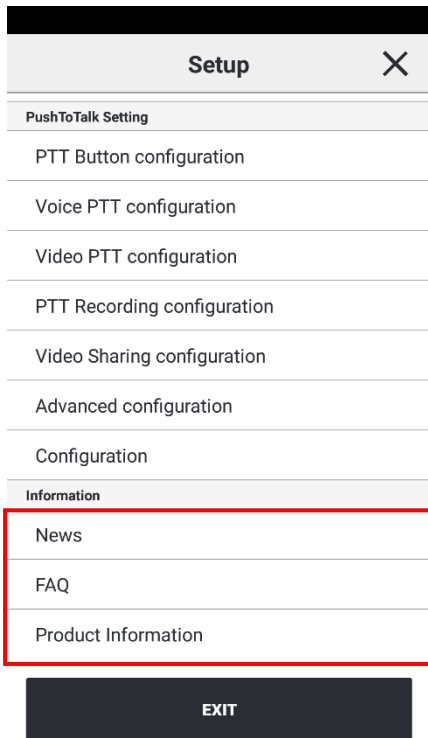 Setup
PushToTalk Setting
PTT Button configuration
Voice PTT configuration
Video PTT configuration
PTT Recording configuration
Video Sharing configuration
Advanced configuration
Configuration
Information
News
FAQ
Product Information
EXIT